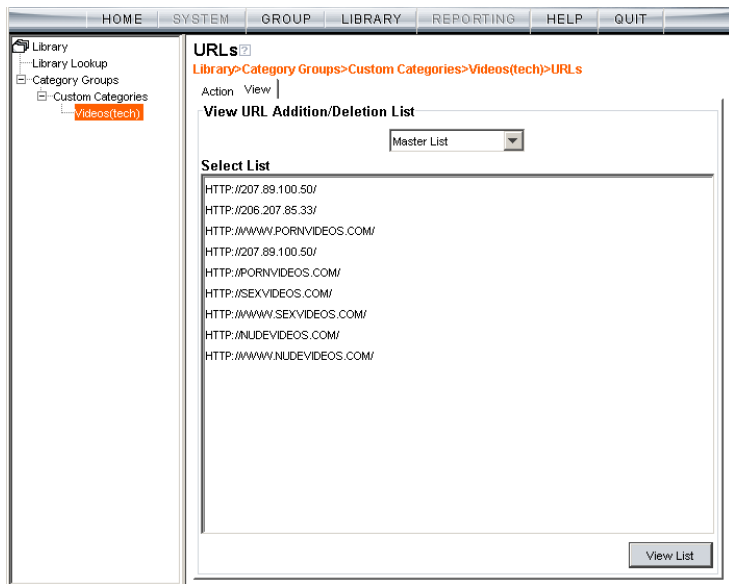 HOME SYSTEM GROUP LIBRARY REPORTING HELP QUIT
Library
Library Lookup
Category Groups
Custom Categories
Videos(tech)
URLs?
Library>Category Groups>Custom Categories>Videos(tech)>URLs
Action View
View URL Addition/Deletion List
Master List
Select List
HTTP://207.89.100.50/
HTTP://206.207.85.33/
HTTP://WWW.PORNVIDEOS.COM/
HTTP://207.89.100.50/
HTTP://PORNVIDEOS.COM/
HTTP://SEXVIDEOS.COM/
HTTP://WWW.SEXVIDEOS.COM/
HTTP://NUDEVIDEOS.COM/
HTTP://WWW.NUDEVIDEOS.COM/
View List